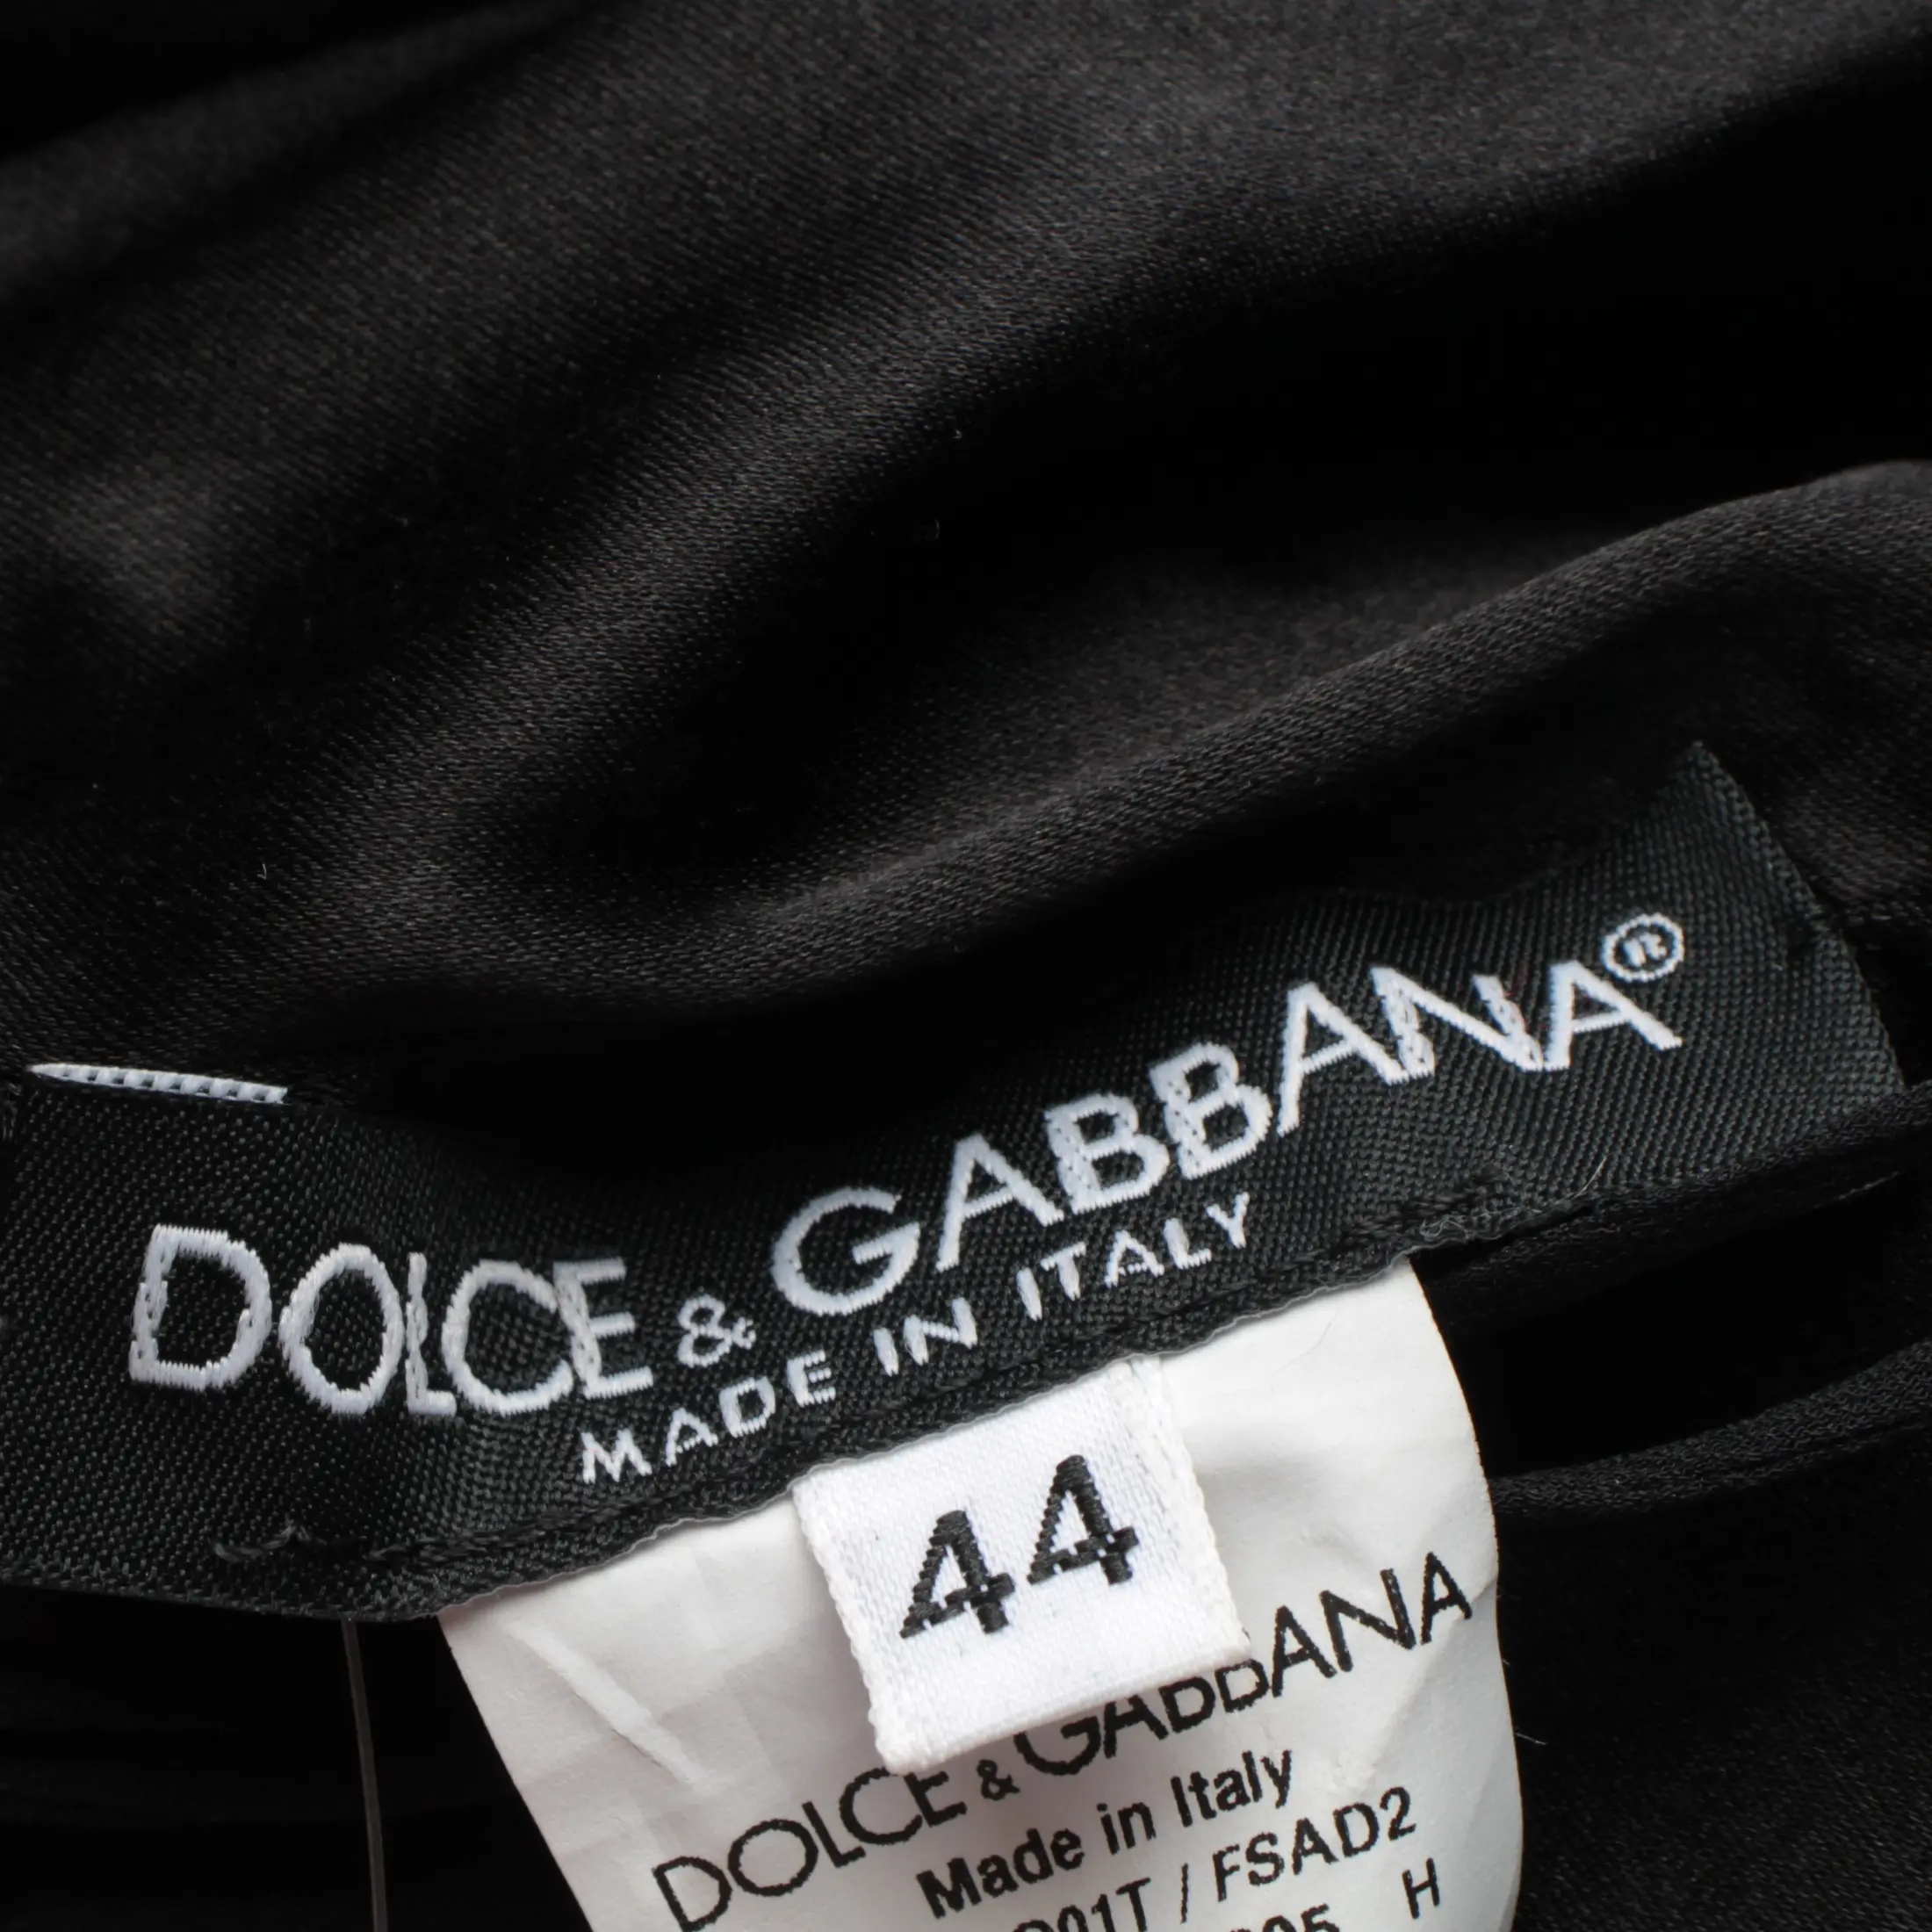 DOLCE & GABBANA®
MADE IN ITALY
44
DOLCE & GABBANA
Made in Italy
/ FSAD2
H